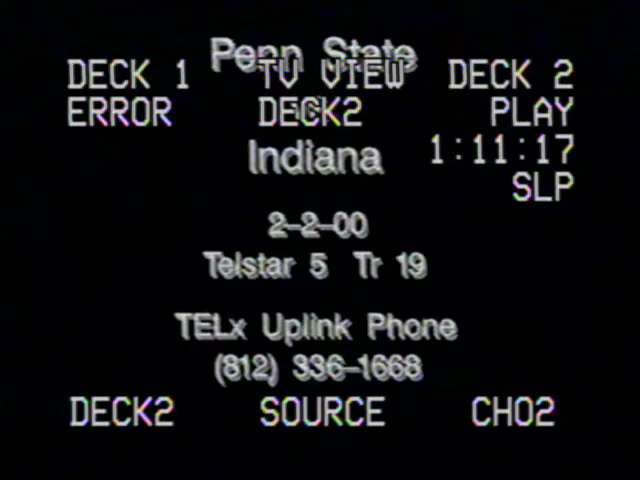 Penn State
DECK 1 TV VIEW DECK 2
ERROR DECK2 PLAY
Indiana 1:11:17
SLP
2-2-00
Telstar 5 Tr 19
TELx Uplink Phone
(812) 336-1668
DECK2 SOURCE CH02